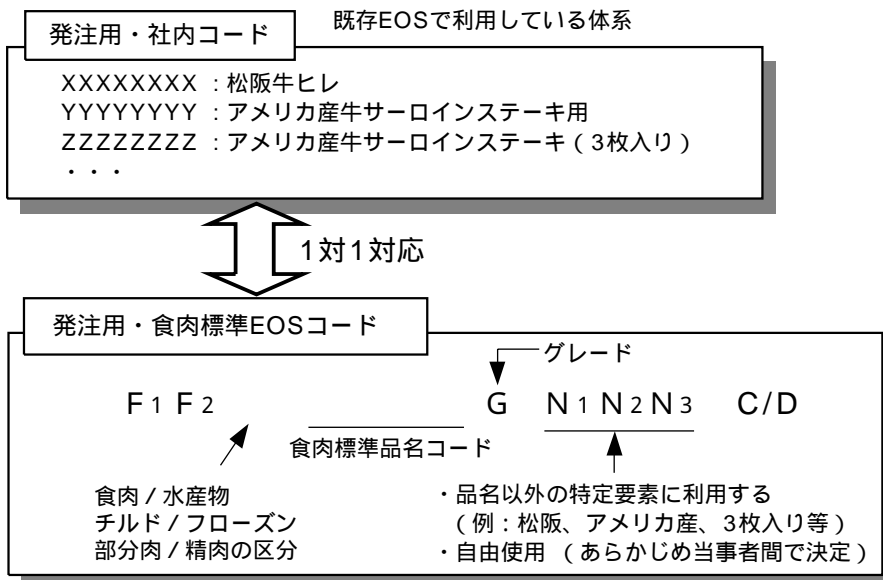 既存EOSで利用している体系
発注用・社内コード
XXXXXXXX :松阪牛ヒレ
YYYYYYYY :アメリカ産牛サーロインステーキ用
ZZZZZZZZ :アメリカ産牛サーロインステーキ(3枚入り)
・・・
1対1対応
発注用・食肉標準EOSコード
グレード
F1 F2 G N1 N2 N3 C/D
食肉標準品名コード
食肉/水産物
チルド/フローズン
部分肉/精肉の区分
・品名以外の特定要素に利用する
(例:松阪、アメリカ産、3枚入り等)
・自由使用 (あらかじめ当事者間で決定)